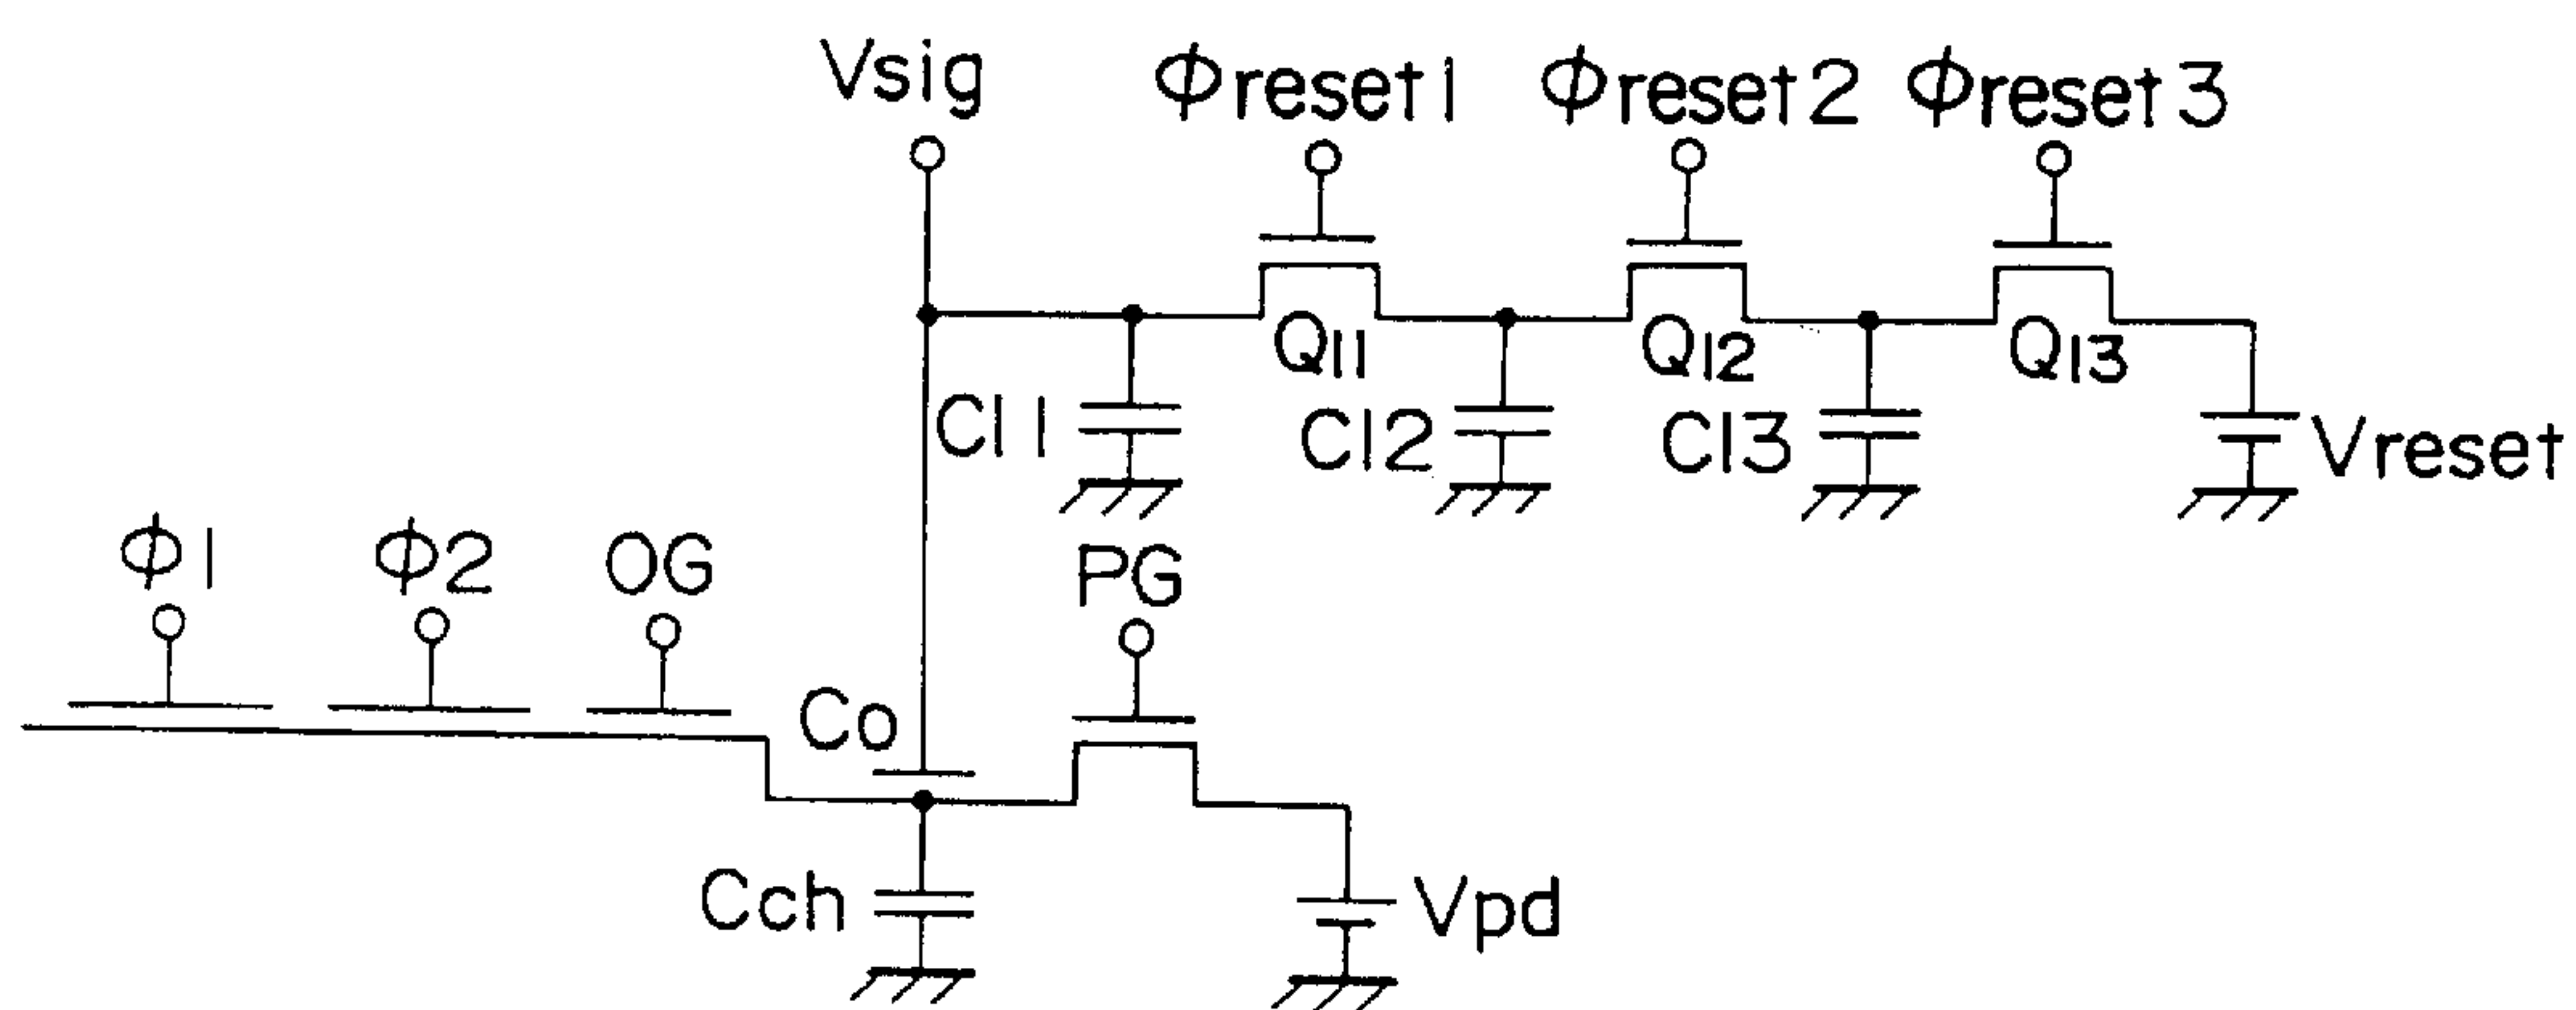 Vsig
Φreset1
Φreset2
Φreset3
Q11
Q12
Q13
C11
C12
C13
Vreset
Φ1
Φ2
OG
PG
Co
Cch
Vpd